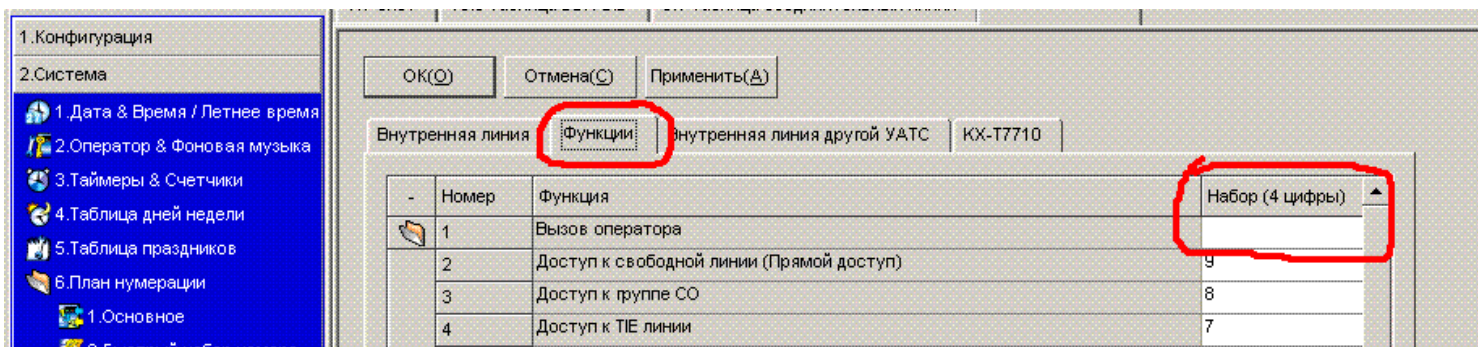 1.Конфигурация
2.Система
1.Дата & Время / Летнее время
2.Оператор & Фоновая музыка
3.Таймеры & Счетчики
4.Таблица дней недели
5.Таблица праздников
6.План нумерации
1.Основное
OK(O) Отмена(C) Применить(A)
Внутренняя линия Функции Внутренняя линия другой УАТС KX-T7710
- Номер Функция Набор (4 цифры)
1 Вызов оператора
2 Доступ к свободной линии (Прямой доступ) 9
3 Доступ к группе CO 8
4 Доступ к TIE линии 7